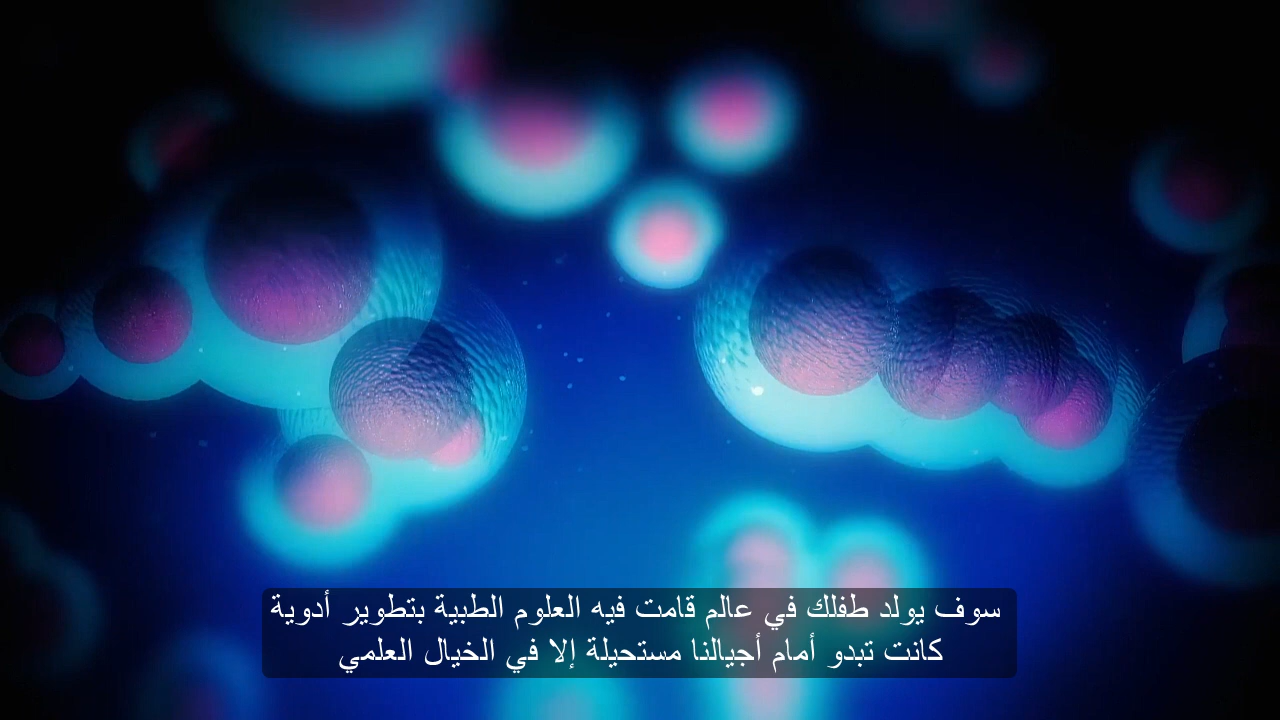 سوف يولد طفلك في عالم قامت فيه العلوم الطبية بتطوير أدوية
كانت تبدو أمام أجيالنا مستحيلة إلا في الخيال العلمي